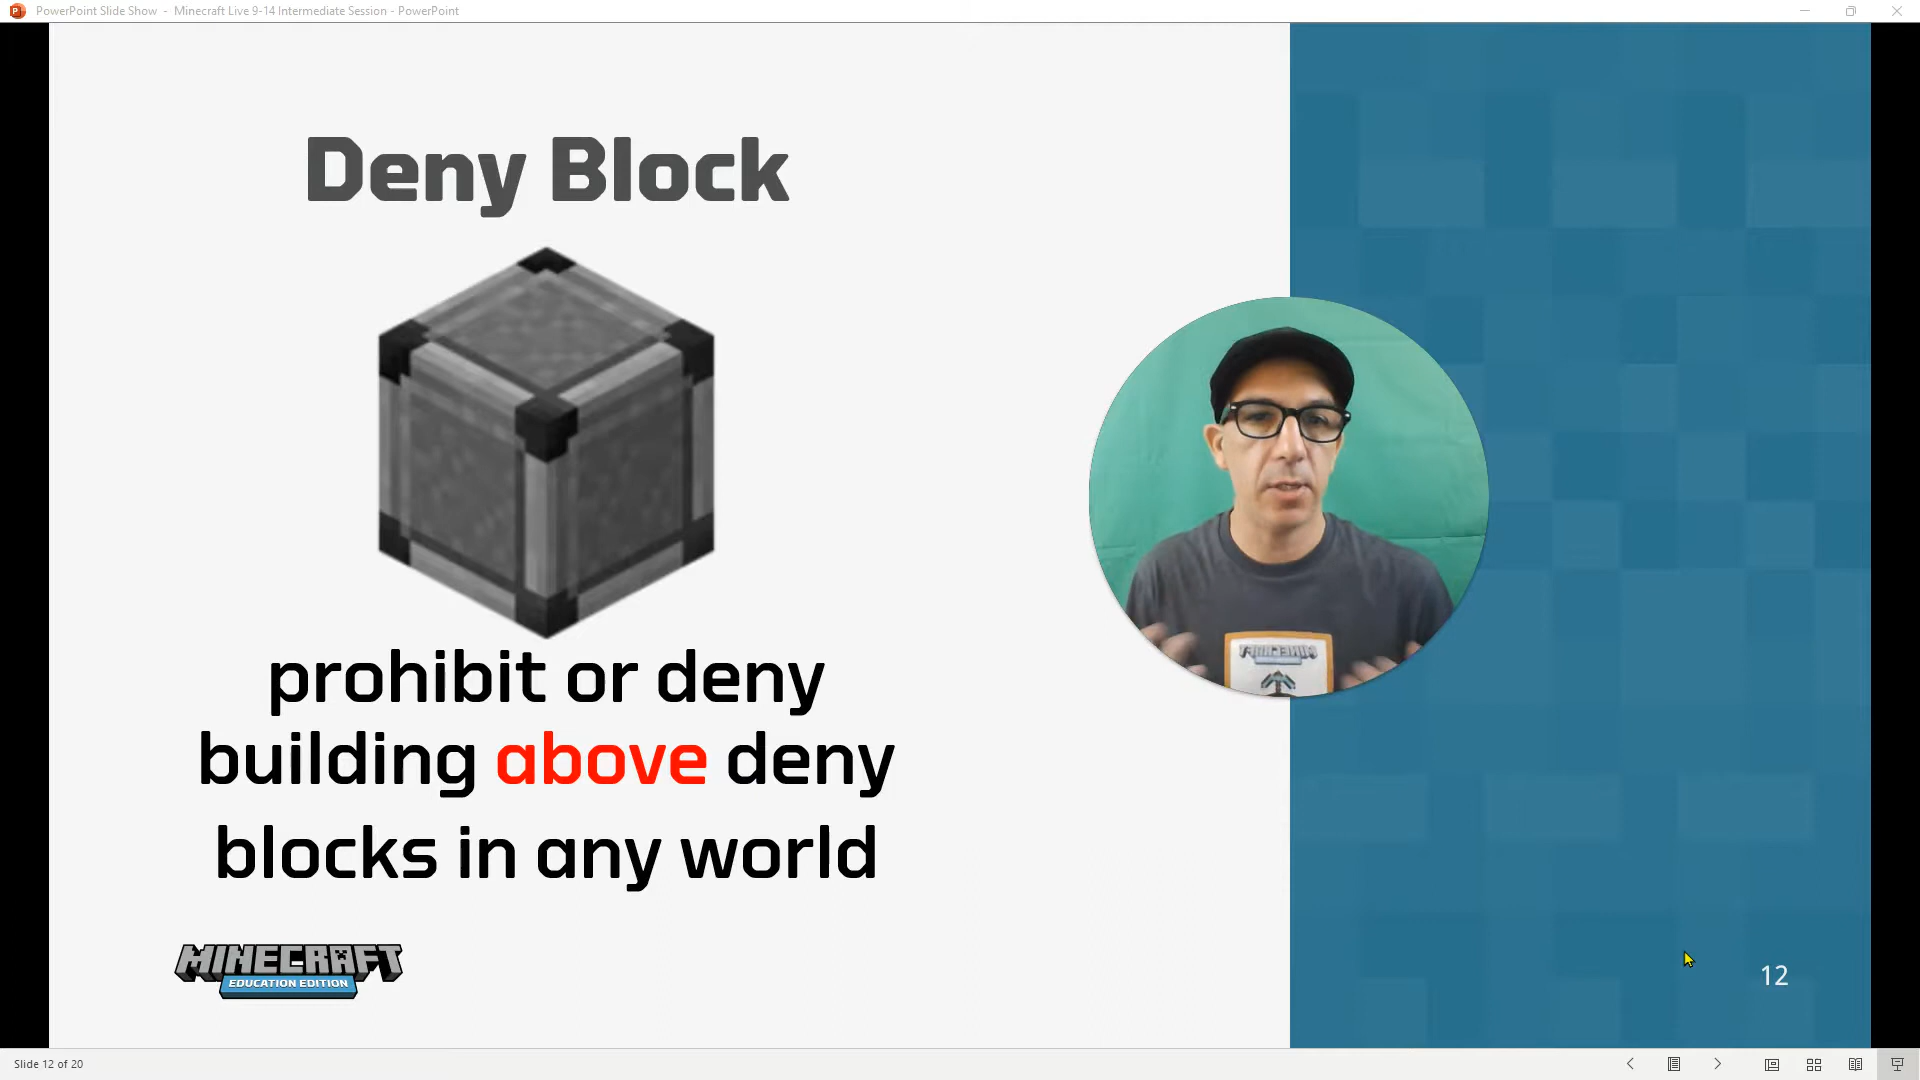 PowerPoint Slide Show - Minecraft Live 9-14 Intermediate Session - PowerPoint
Deny Block
prohibit or deny
building above deny
blocks in any world
MINECRAFT
EDUCATION EDITION
MINECRAFT
12
Slide 12 of 20